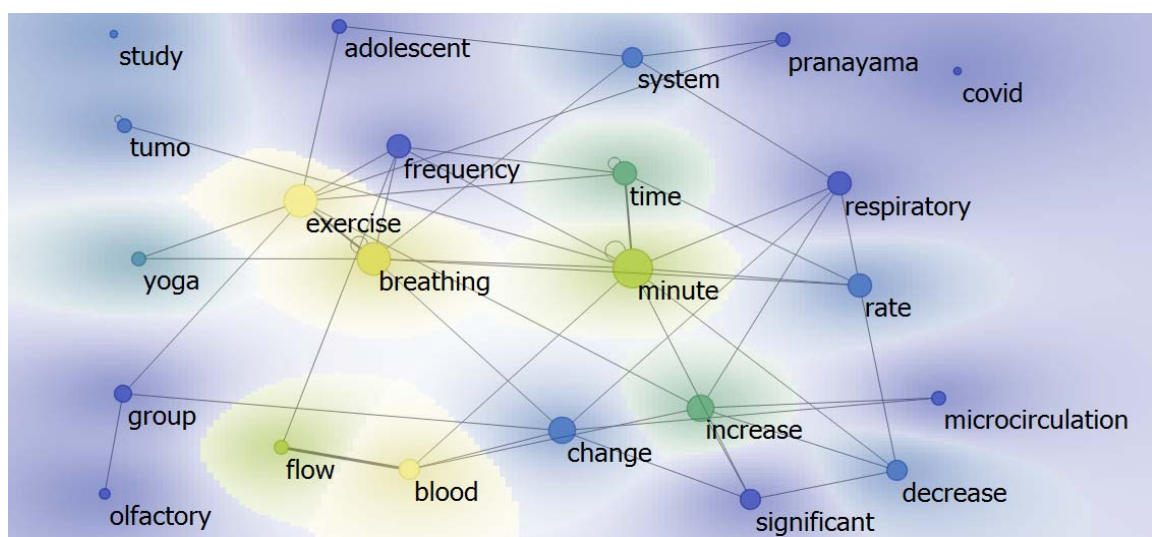 adolescent
study
system
pranayama
covid
tumo
frequency
time
respiratory
exercise
yoga
breathing
minute
rate
group
microcirculation
increase
flow
change
blood
decrease
olfactory
significant